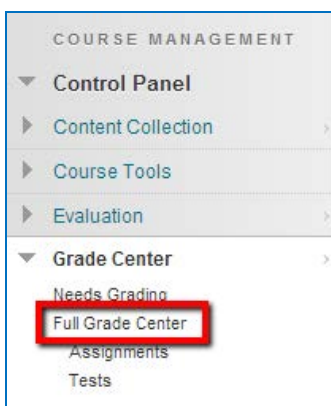 COURSE MANAGEMENT
Control Panel
Content Collection
Course Tools
Evaluation
Grade Center
Needs Grading
Full Grade Center
Assignments
Tests